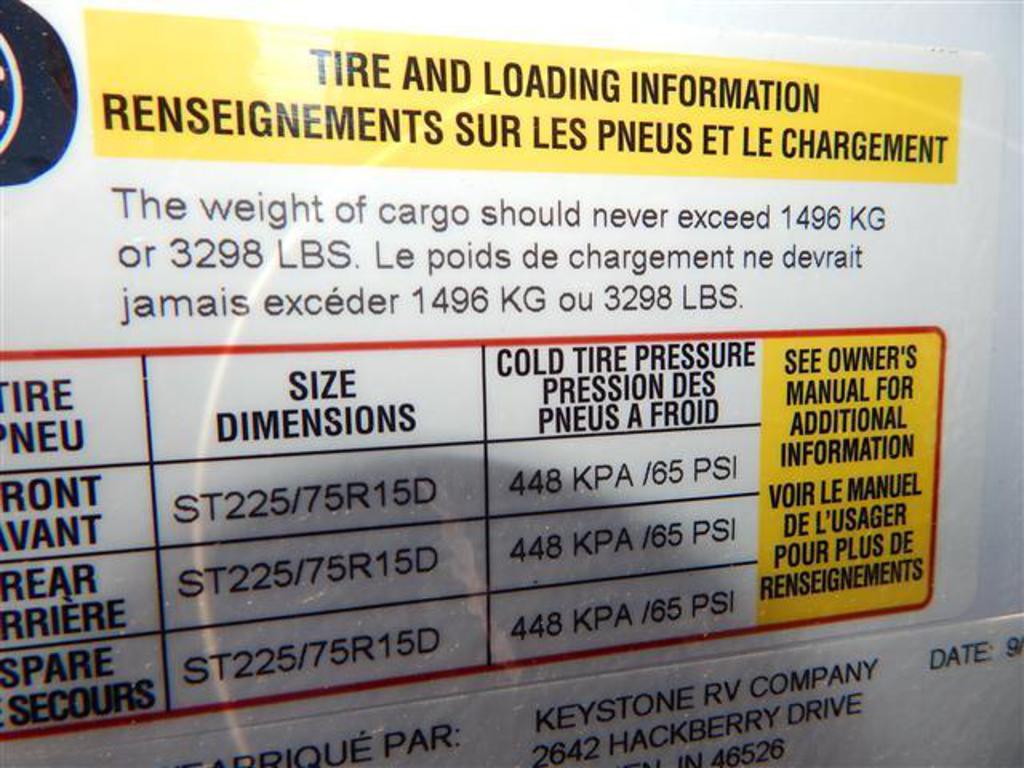 TIRE AND LOADING INFORMATION
RENSEIGNEMENTS SUR LES PNEUS ET LE CHARGEMENT
The weight of cargo should never exceed 1496 KG
or 3298 LBS. Le poids de chargement ne devrait
jamais excéder 1496 KG ou 3298 LBS.
TIRE
PNEU
SIZE
DIMENSIONS
COLD TIRE PRESSURE
PRESSION DES
PNEUS A FROID
SEE OWNER'S
MANUAL FOR
ADDITIONAL
INFORMATION
VOIR LE MANUEL
DE L'USAGER
POUR PLUS DE
RENSEIGNEMENTS
RONT
AVANT
ST225/75R15D
448 KPA /65 PSI
REAR
RRIÈRE
ST225/75R15D
448 KPA /65 PSI
SPARE
SECOURS
ST225/75R15D
448 KPA /65 PSI
ABRIQUÉ PAR:
KEYSTONE RV COMPANY
2642 HACKBERRY DRIVE
IN 46526
DATE: 9/